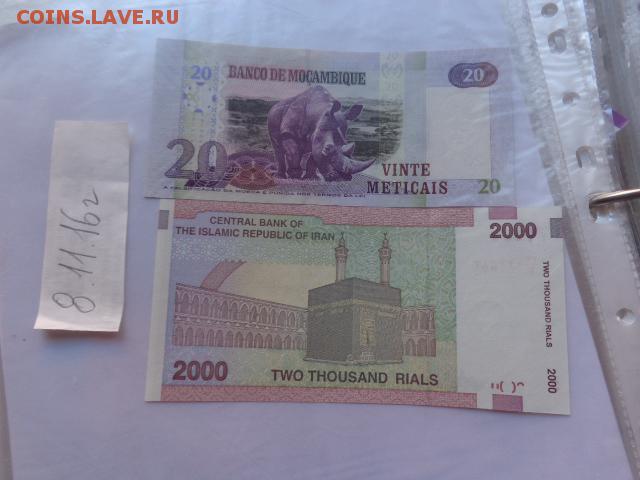 COINS.LAVE.RU
20
BANCO DE MOÇAMBIQUE
20
20
VINTE
METICAIS
20
8.11.16г
CENTRAL BANK OF
THE ISLAMIC REPUBLIC OF IRAN
2000
TWO THOUSAND RIALS
2000
2000
TWO THOUSAND RIALS